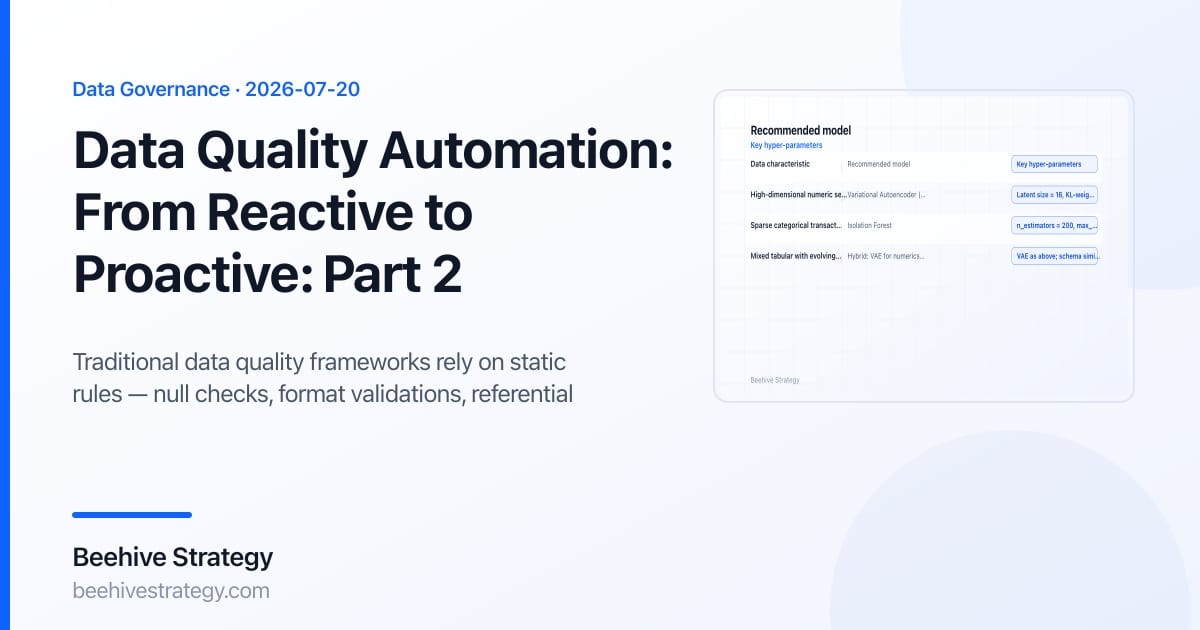 Data Governance · 2026-07-20
Data Quality Automation:
From Reactive to
Proactive: Part 2
Traditional data quality frameworks rely on static
rules — null checks, format validations, referential
Beehive Strategy
beehivestrategy.com
Recommended model
Key hyper-parameters
Data characteristic Recommended model Key hyper-parameters
High-dimensional numeric se... Variational Autoencoder (... Latent size = 16, KL-weig...
Sparse categorical transact... Isolation Forest n_estimators = 200, max_...
Mixed tabular with evolving... Hybrid: VAE for numerics... VAE as above; schema simi...
Beehive Strategy